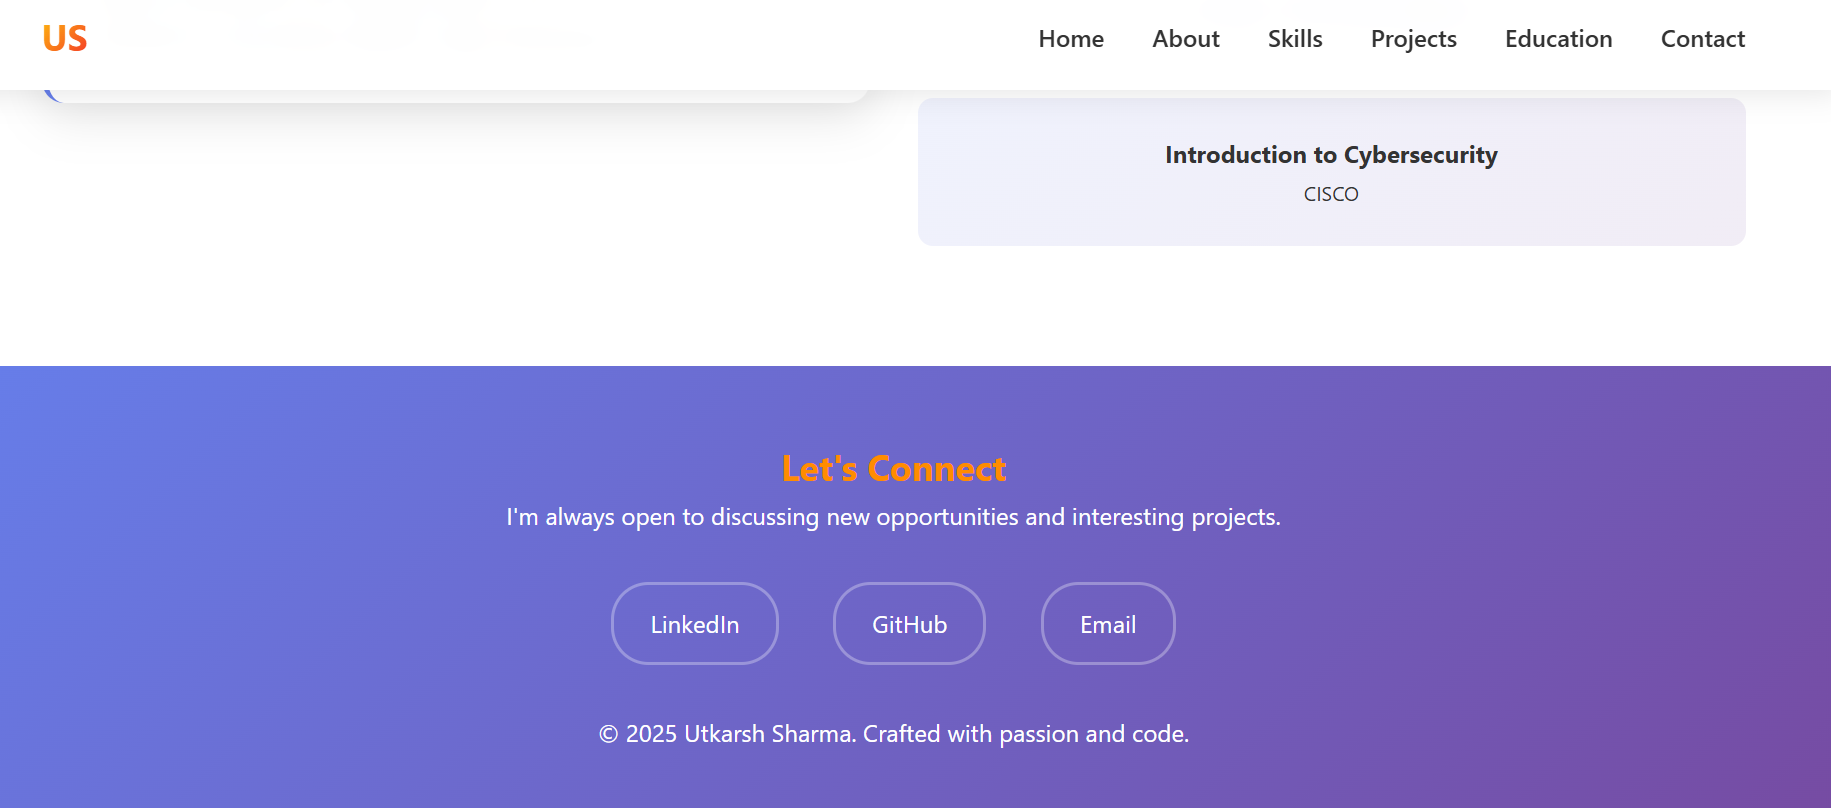 US
Home About Skills Projects Education Contact
Introduction to Cybersecurity
CISCO
Let's Connect
I'm always open to discussing new opportunities and interesting projects.
LinkedIn GitHub Email
© 2025 Utkarsh Sharma. Crafted with passion and code.